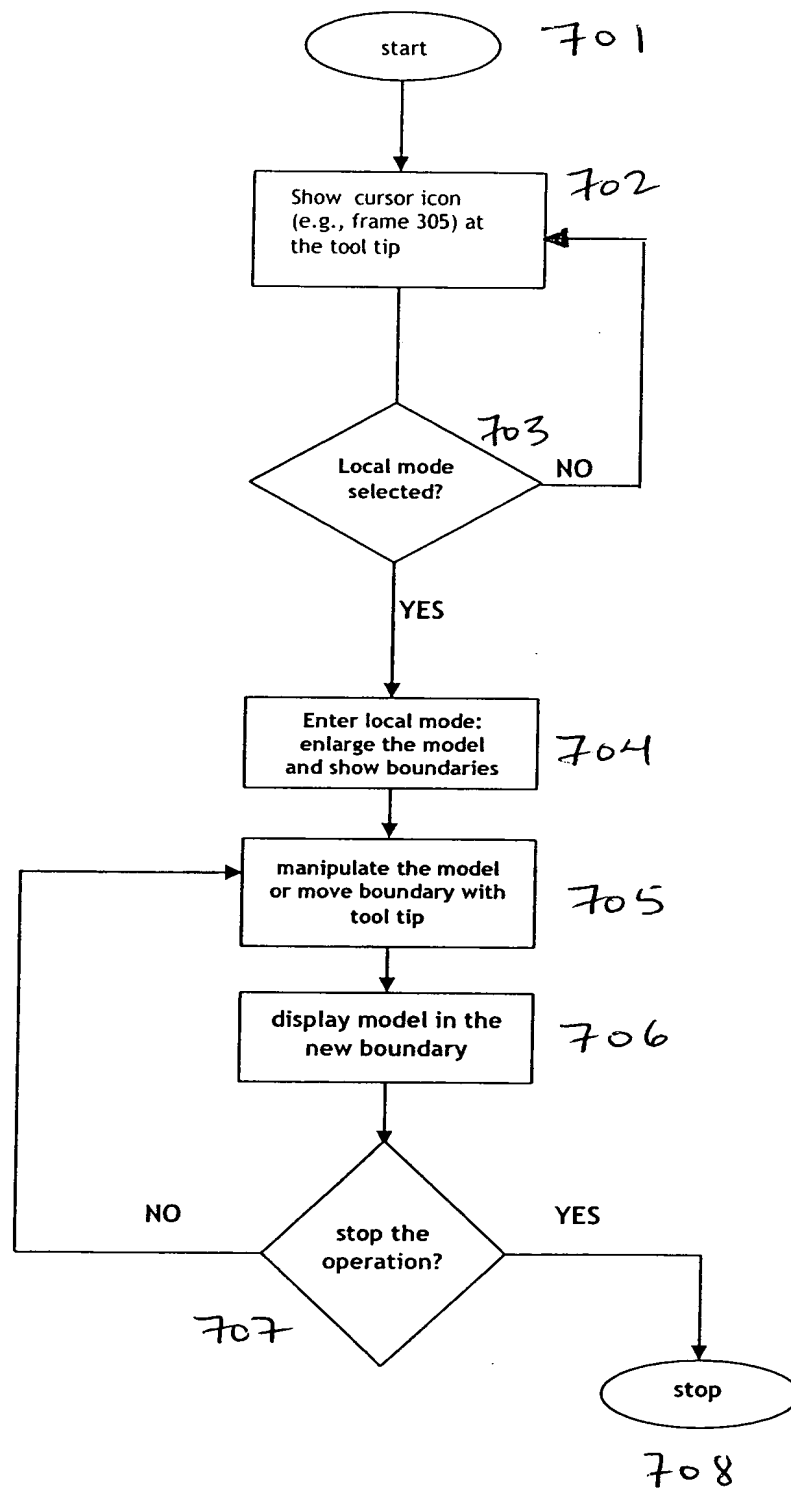 start
701
702
Show cursor icon
(e.g., frame 305) at
the tool tip
703
Local mode
selected?
NO
YES
Enter local mode:
enlarge the model
and show boundaries
704
manipulate the model
or move boundary with
tool tip
705
display model in the
new boundary
706
NO
YES
stop the
operation?
707
stop
708